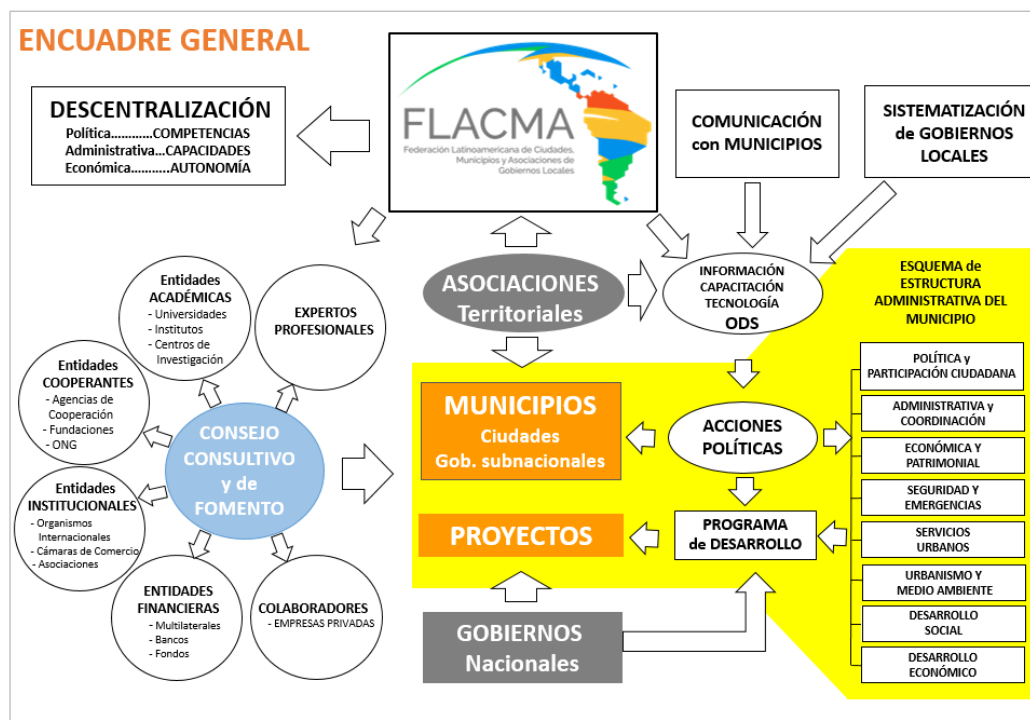 ENCUADRE GENERAL
DESCENTRALIZACIÓN
Política............COMPETENCIAS
Administrativa...CAPACIDADES
Económica...........AUTONOMÍA
FLACMA
Federación Latinoamericana de Ciudades,
Municipios y Asociaciones de
Gobiernos Locales
COMUNICACIÓN
con MUNICIPIOS
SISTEMATIZACIÓN
de GOBIERNOS
LOCALES
Entidades
ACADÉMICAS
- Universidades
- Institutos
- Centros de
Investigación
EXPERTOS
PROFESIONALES
Entidades
COOPERANTES
- Agencias de
Cooperación
- Fundaciones
- ONG
CONSEJO
CONSULTIVO
y de
FOMENTO
Entidades
INSTITUCIONALES
- Organismos
Internacionales
- Cámaras de Comercio
- Asociaciones
ENTIDADES
FINANCIERAS
- Multilaterales
- Bancos
- Fondos
COLABORADORES
- EMPRESAS PRIVADAS
ASOCIACIONES
Territoriales
INFORMACIÓN
CAPACITACIÓN
TECNOLOGÍA
ODS
MUNICIPIOS
Ciudades
Gob. subnacionales
ACCIONES
POLÍTICAS
PROYECTOS
PROGRAMA
de DESARROLLO
GOBIERNOS
Nacionales
ESQUEMA de
ESTRUCTURA
ADMINISTRATIVA DEL
MUNICIPIO
POLÍTICA y
PARTICIPACIÓN CIUDADANA
ADMINISTRATIVA y
COORDINACIÓN
ECONÓMICA Y
PATRIMONIAL
SEGURIDAD Y
EMERGENCIAS
SERVICIOS
URBANOS
URBANISMO Y
MEDIO AMBIENTE
DESARROLLO
SOCIAL
DESARROLLO
ECONÓMICO